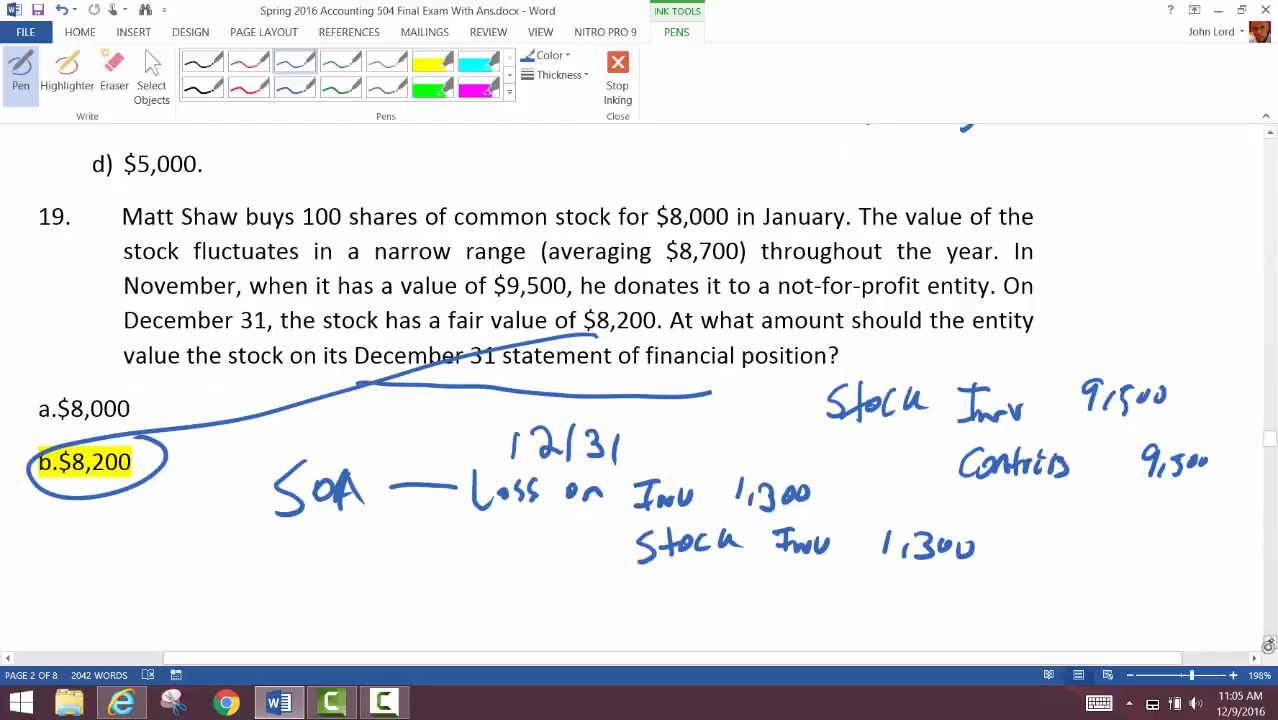 Spring 2016 Accounting 504 Final Exam With Ans.docx - Word
INK TOOLS
FILE HOME INSERT DESIGN PAGE LAYOUT REFERENCES MAILINGS REVIEW VIEW NITRO PRO 9 PENS
John Lord
Pen Highlighter Eraser Select Objects
Color
Thickness
Stop Inking
Write Pens Close
d) $5,000.
19. Matt Shaw buys 100 shares of common stock for $8,000 in January. The value of the
stock fluctuates in a narrow range (averaging $8,700) throughout the year. In
November, when it has a value of $9,500, he donates it to a not-for-profit entity. On
December 31, the stock has a fair value of $8,200. At what amount should the entity
value the stock on its December 31 statement of financial position?
a.$8,000
Stock Inv 9,500
b.$8,200
12/31
Contribs 9,500
SOA — Loss on Inv 1,300
Stock Inv 1,300
PAGE 2 OF 8 2042 WORDS
198%
11:05 AM
12/9/2016